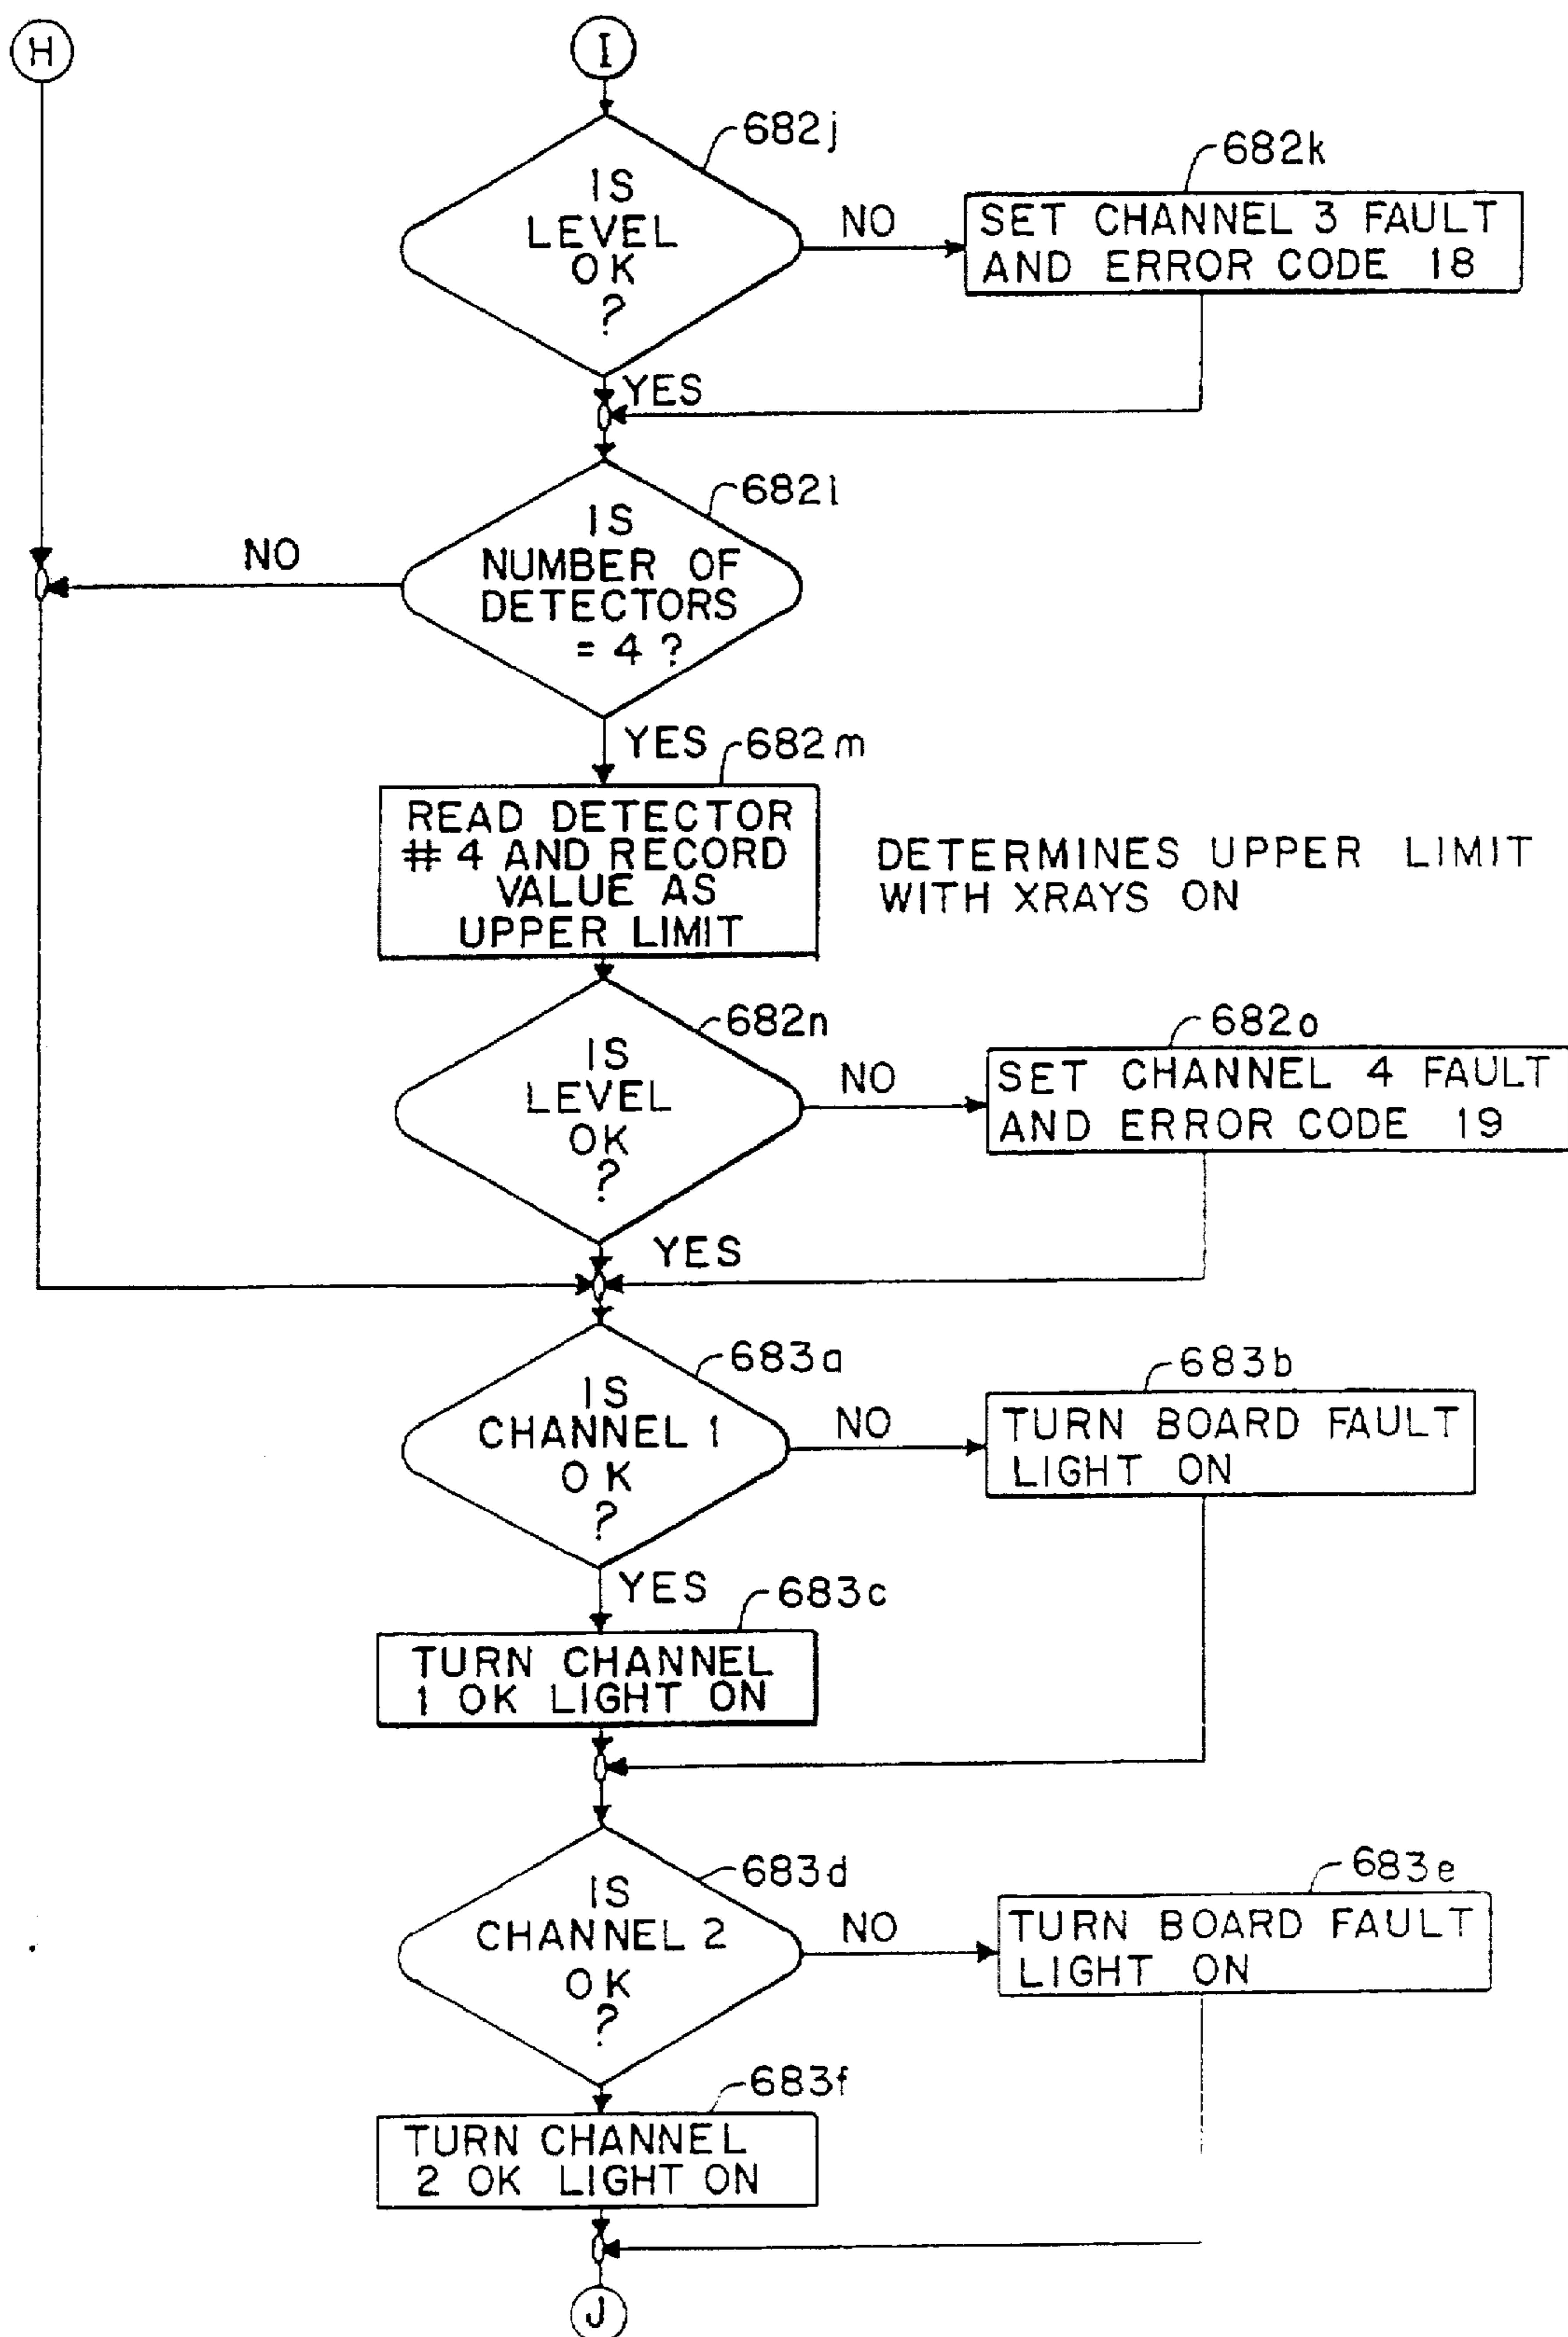 H
I
682j
IS
LEVEL
OK
?
NO
682k
SET CHANNEL 3 FAULT
AND ERROR CODE 18
YES
682l
IS
NUMBER OF
DETECTORS
= 4 ?
NO
YES
682m
READ DETECTOR
# 4 AND RECORD
VALUE AS
UPPER LIMIT
DETERMINES UPPER LIMIT
WITH XRAYS ON
682n
IS
LEVEL
OK
?
NO
682o
SET CHANNEL 4 FAULT
AND ERROR CODE 19
YES
683a
IS
CHANNEL 1
OK
?
NO
683b
TURN BOARD FAULT
LIGHT ON
YES
683c
TURN CHANNEL
1 OK LIGHT ON
683d
IS
CHANNEL 2
OK
?
NO
683e
TURN BOARD FAULT
LIGHT ON
683f
TURN CHANNEL
2 OK LIGHT ON
J